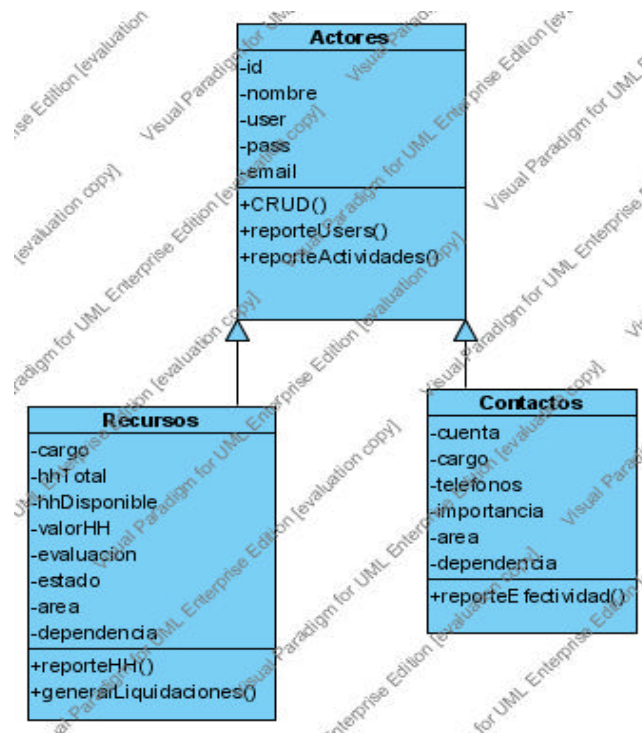 Actores
-id
-nombre
-user
-pass
-email
+CRUD()
+reporteUsers()
+reporteActividades()
Recursos
-cargo
-hhTotal
-hhDisponible
-valorHH
-evaluacion
-estado
-area
-dependencia
+reporteHH()
+generarLiquidaciones()
Contactos
-cuenta
-cargo
-telefonos
-importancia
-area
-dependencia
+reporteEfectividad()
Visual Paradigm for UML Enterprise Edition [evaluation copy]